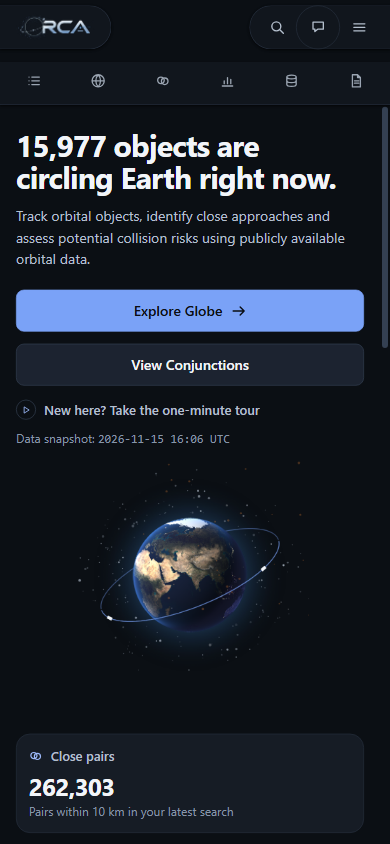 ORCA
15,977 objects are
circling Earth right now.
Track orbital objects, identify close approaches and
assess potential collision risks using publicly available
orbital data.
Explore Globe →
View Conjunctions
New here? Take the one-minute tour
Data snapshot: 2026-11-15 16:06 UTC
Close pairs
262,303
Pairs within 10 km in your latest search